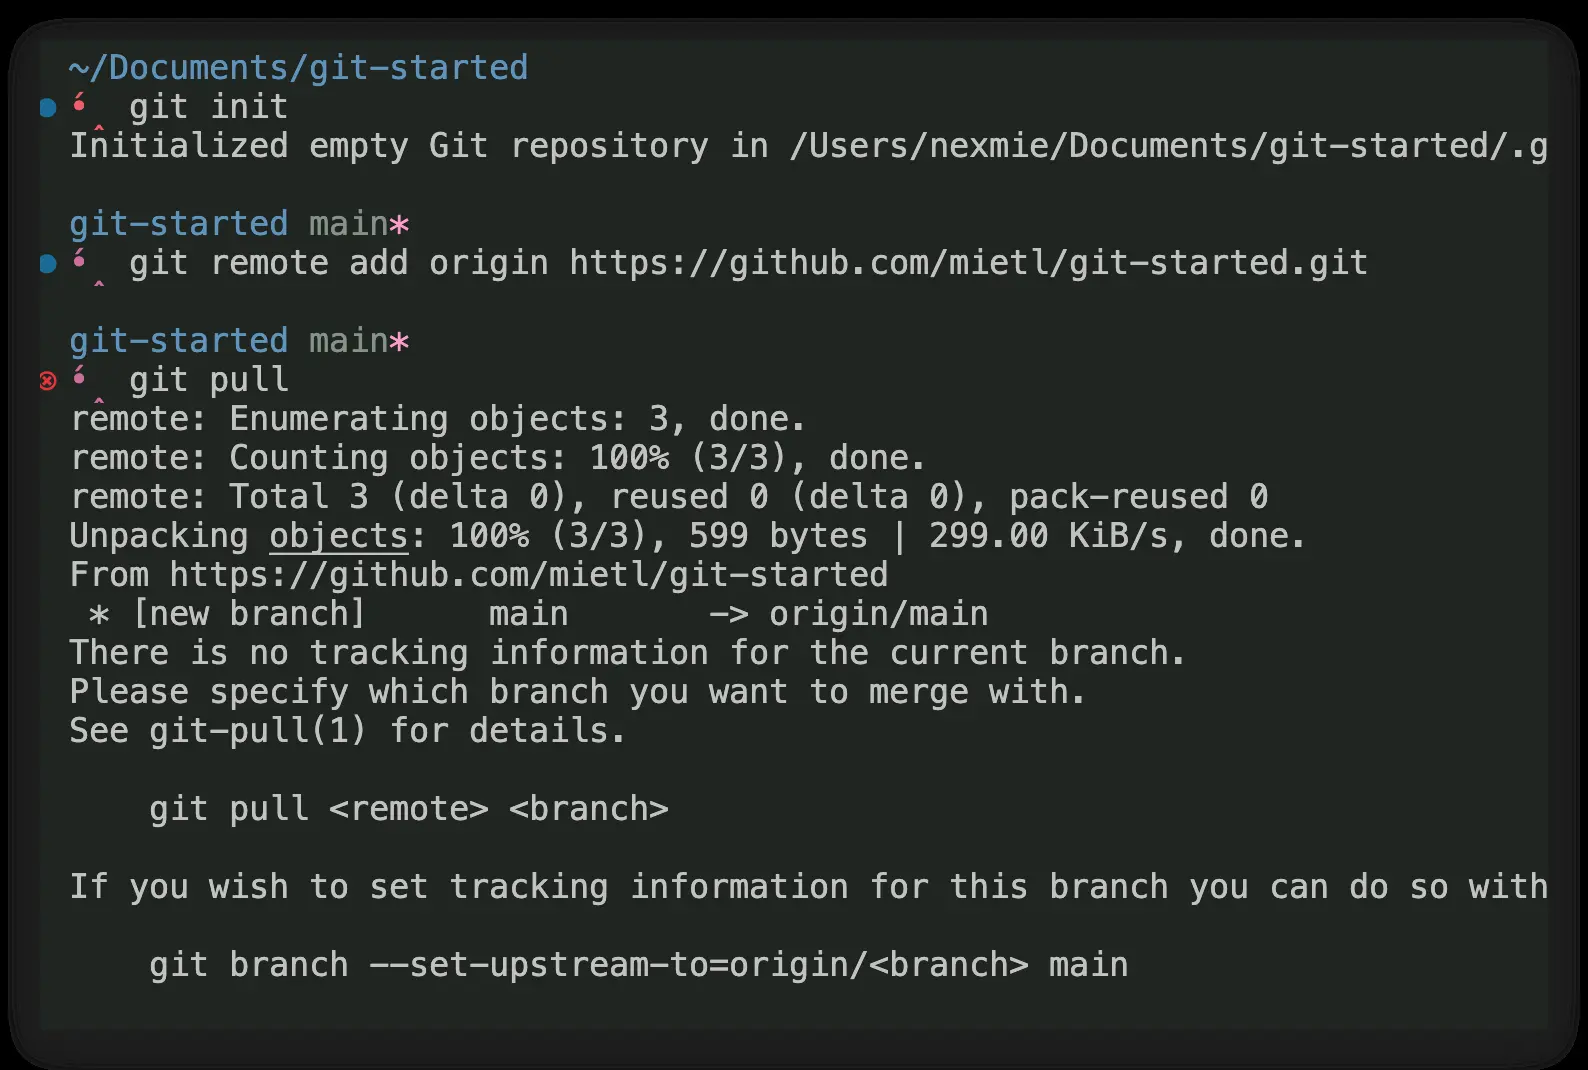 ~/Documents/git-started
git init
Initialized empty Git repository in /Users/nexmie/Documents/git-started/.g
git-started main*
git remote add origin https://github.com/mietl/git-started.git
git-started main*
git pull
remote: Enumerating objects: 3, done.
remote: Counting objects: 100% (3/3), done.
remote: Total 3 (delta 0), reused 0 (delta 0), pack-reused 0
Unpacking objects: 100% (3/3), 599 bytes | 299.00 KiB/s, done.
From https://github.com/mietl/git-started
 * [new branch]      main       -> origin/main
There is no tracking information for the current branch.
Please specify which branch you want to merge with.
See git-pull(1) for details.
    git pull <remote> <branch>
If you wish to set tracking information for this branch you can do so with
    git branch --set-upstream-to=origin/<branch> main